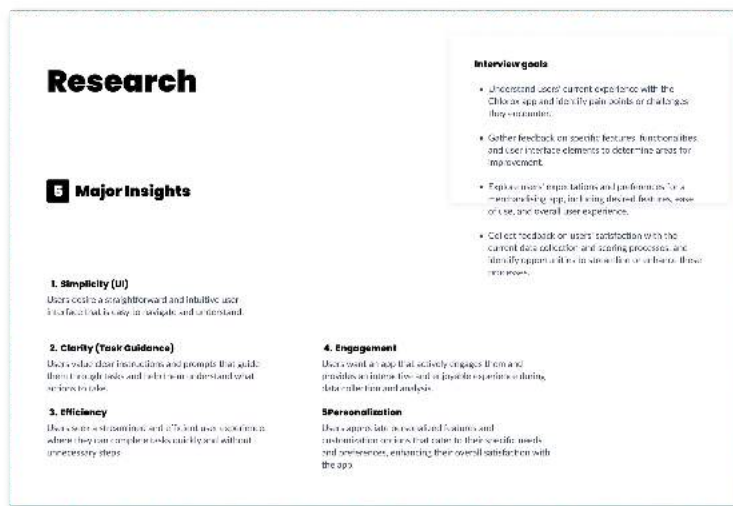 Research
5 Major Insights
1. Simplicity (UI)
Users desire a straightforward and intuitive user
interface that is easy to navigate and understand.
2. Clarity (Task Guidance)
Users value clear instructions and prompts that guide
them through tasks and help them understand what
actions to take.
3. Efficiency
Users seek a streamlined and efficient user experience
where they can complete tasks quickly and without
unnecessary steps
4. Engagement
Users want an app that actively engages them and
provides an interactive and enjoyable experience during
data collection and analysis.
5Personalization
Users appreciate personalized features and
customization options that cater to their specific needs
and preferences, enhancing their overall satisfaction with
the app.
Interview goals
• Understand users' current experience with the
Chlorox app and identify pain points or challenges
they encounter.
• Gather feedback on specific features, functionalities,
and user interface elements to determine areas for
improvement.
• Explore users' expectations and preferences for a
merchandising app, including desired features, ease
of use, and overall user experience.
• Collect feedback on users' satisfaction with the
current data collection and scoring processes, and
identify opportunities to streamline or enhance these
processes.